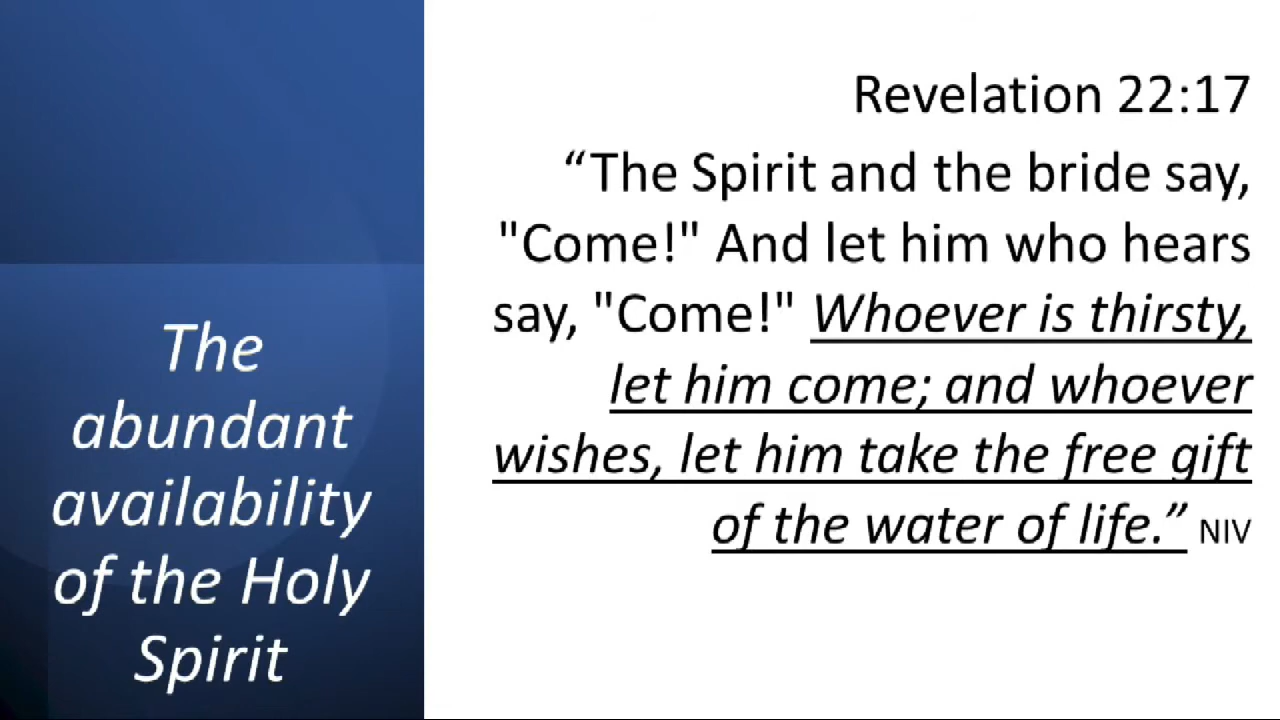 The
abundant
availability
of the Holy
Spirit
Revelation 22:17
“The Spirit and the bride say,
"Come!" And let him who hears
say, "Come!" Whoever is thirsty,
let him come; and whoever
wishes, let him take the free gift
of the water of life.” NIV